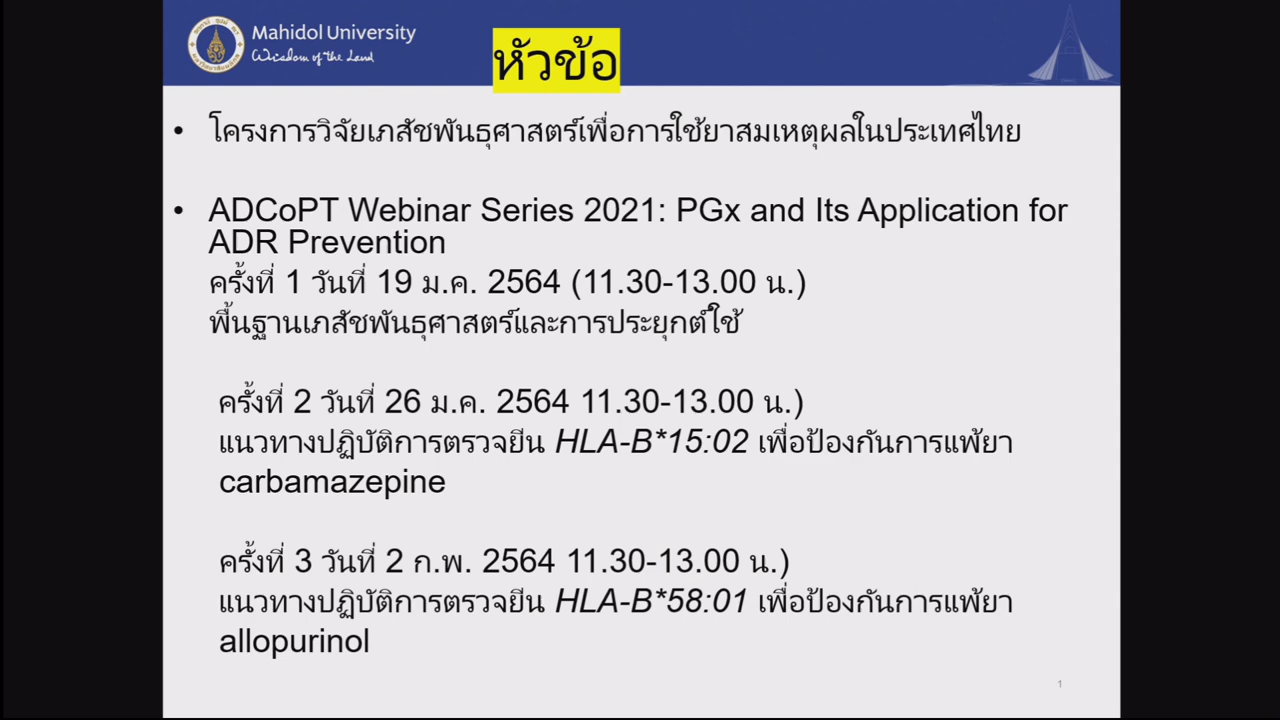 Mahidol University
Wisdom of the Land
หัวข้อ
• โครงการวิจัยเภสัชพันธุศาสตร์เพื่อการใช้ยาสมเหตุผลในประเทศไทย
• ADCoPT Webinar Series 2021: PGx and Its Application for
ADR Prevention
ครั้งที่ 1 วันที่ 19 ม.ค. 2564 (11.30-13.00 น.)
พื้นฐานเภสัชพันธุศาสตร์และการประยุกต์ใช้
ครั้งที่ 2 วันที่ 26 ม.ค. 2564 11.30-13.00 น.)
แนวทางปฏิบัติการตรวจยีน HLA-B*15:02 เพื่อป้องกันการแพ้ยา
carbamazepine
ครั้งที่ 3 วันที่ 2 ก.พ. 2564 11.30-13.00 น.)
แนวทางปฏิบัติการตรวจยีน HLA-B*58:01 เพื่อป้องกันการแพ้ยา
allopurinol
1